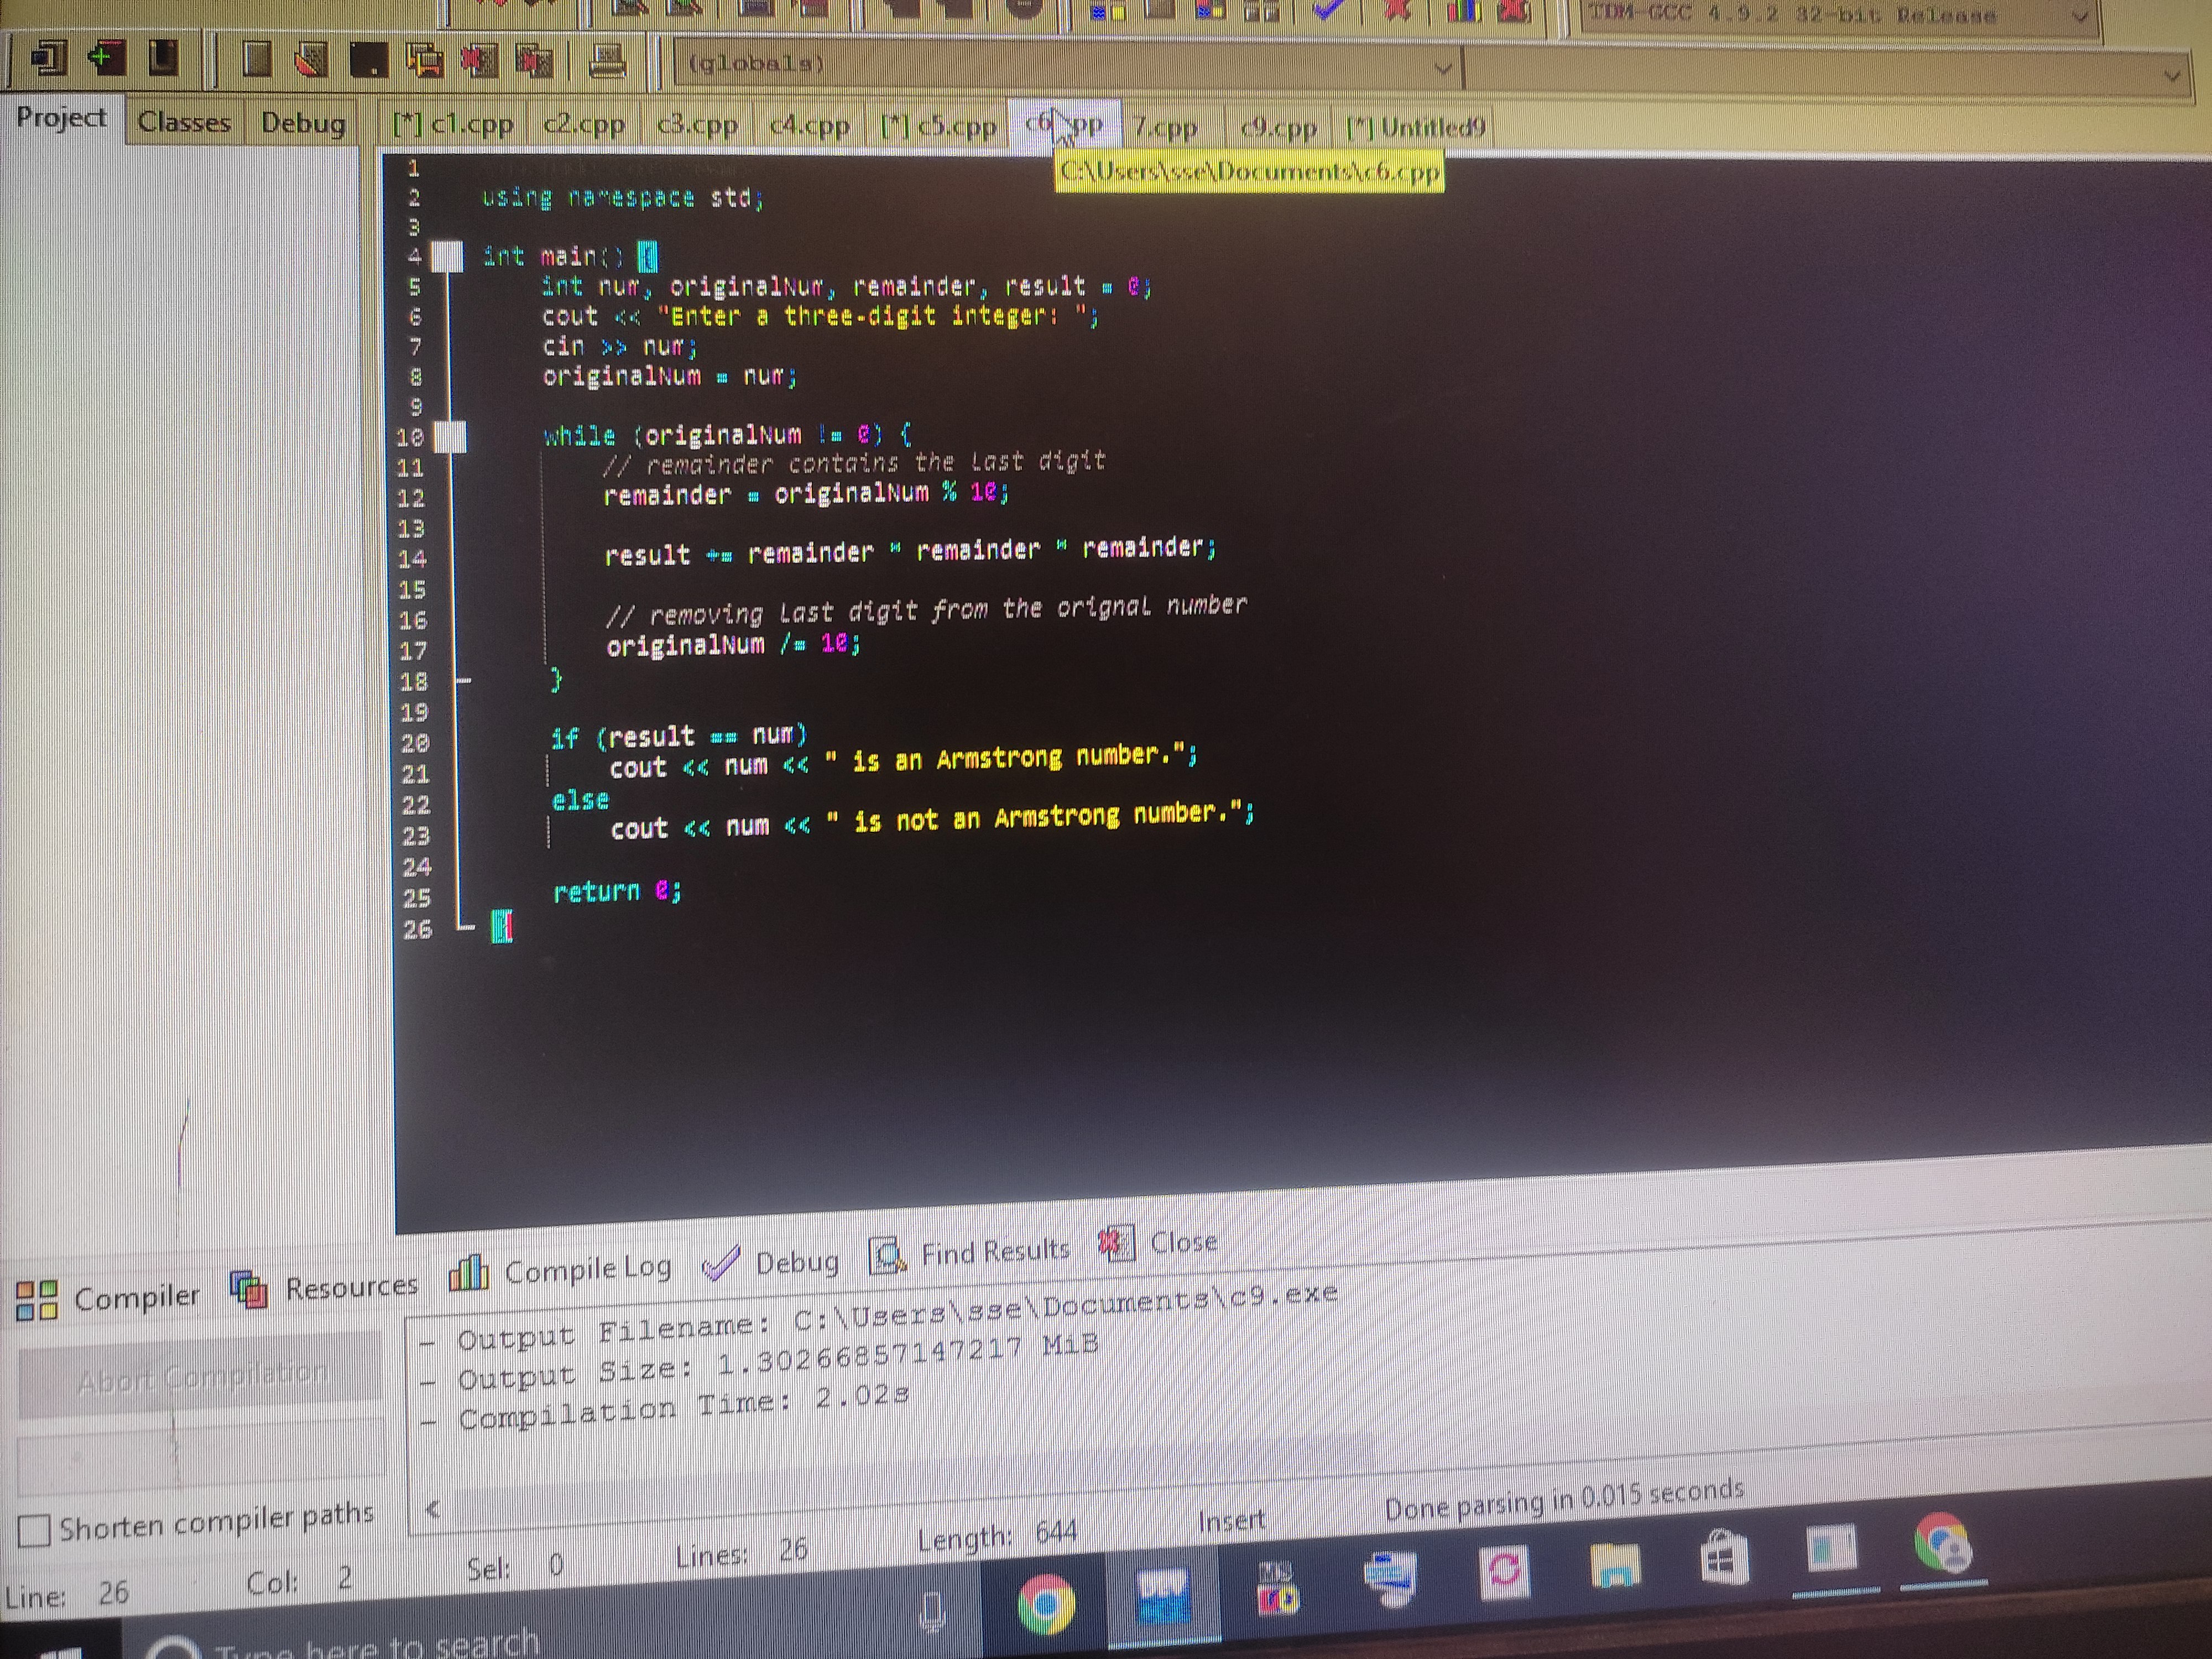 TDM-GCC 4.9.2 32-bit Release
(globals)
Project Classes Debug [*] c1.cpp c2.cpp c3.cpp c4.cpp [*] c5.cpp c6 pp 7.cpp c9.cpp [*] Untitled9
C:\Users\sse\Documents\c6.cpp
1
2 using namespace std;
3
4 int main() {
5 int num, originalNum, remainder, result = 0;
6 cout << "Enter a three-digit integer: ";
7 cin >> num;
8 originalNum = num;
9
10 while (originalNum != 0) {
11 // remainder contains the last digit
12 remainder = originalNum % 10;
13
14 result += remainder * remainder * remainder;
15
16 // removing last digit from the orignal number
17 originalNum /= 10;
18 }
19
20 if (result == num)
21 cout << num << " is an Armstrong number.";
22 else
23 cout << num << " is not an Armstrong number.";
24
25 return 0;
26 }
Compiler Resources Compile Log Debug Find Results Close
Abort Compilation
- Output Filename: C:\Users\sse\Documents\c9.exe
- Output Size: 1.30266857147217 MiB
- Compilation Time: 2.02s
Shorten compiler paths
Line: 26 Col: 2 Sel: 0 Lines: 26 Length: 644 Insert Done parsing in 0.015 seconds
Type here to search
DEV